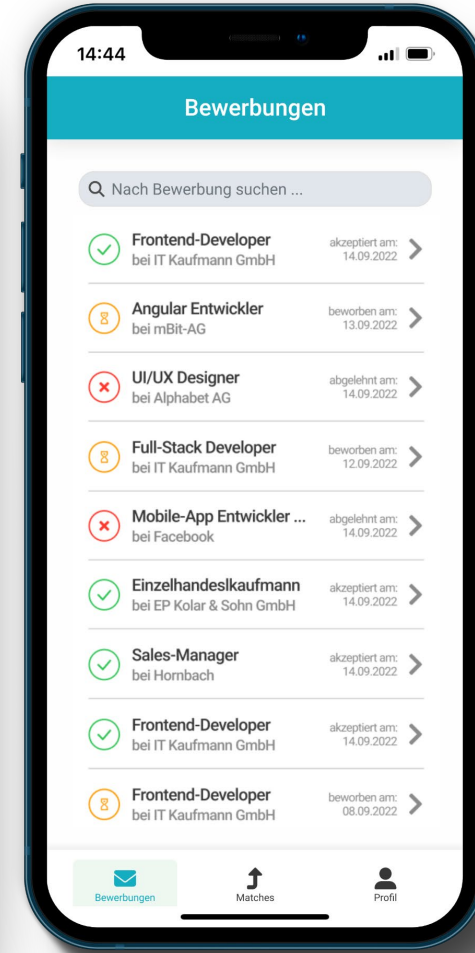 14:44
Bewerbungen
Nach Bewerbung suchen ...
Frontend-Developer
bei IT Kaufmann GmbH
akzeptiert am:
14.09.2022
Angular Entwickler
bei mBit-AG
beworben am:
13.09.2022
UI/UX Designer
bei Alphabet AG
abgelehnt am:
14.09.2022
Full-Stack Developer
bei IT Kaufmann GmbH
beworben am:
12.09.2022
Mobile-App Entwickler ...
bei Facebook
abgelehnt am:
14.09.2022
Einzelhandeslkaufmann
bei EP Kolar & Sohn GmbH
akzeptiert am:
14.09.2022
Sales-Manager
bei Hornbach
akzeptiert am:
14.09.2022
Frontend-Developer
bei IT Kaufmann GmbH
akzeptiert am:
14.09.2022
Frontend-Developer
bei IT Kaufmann GmbH
beworben am:
08.09.2022
Bewerbungen
Matches
Profil